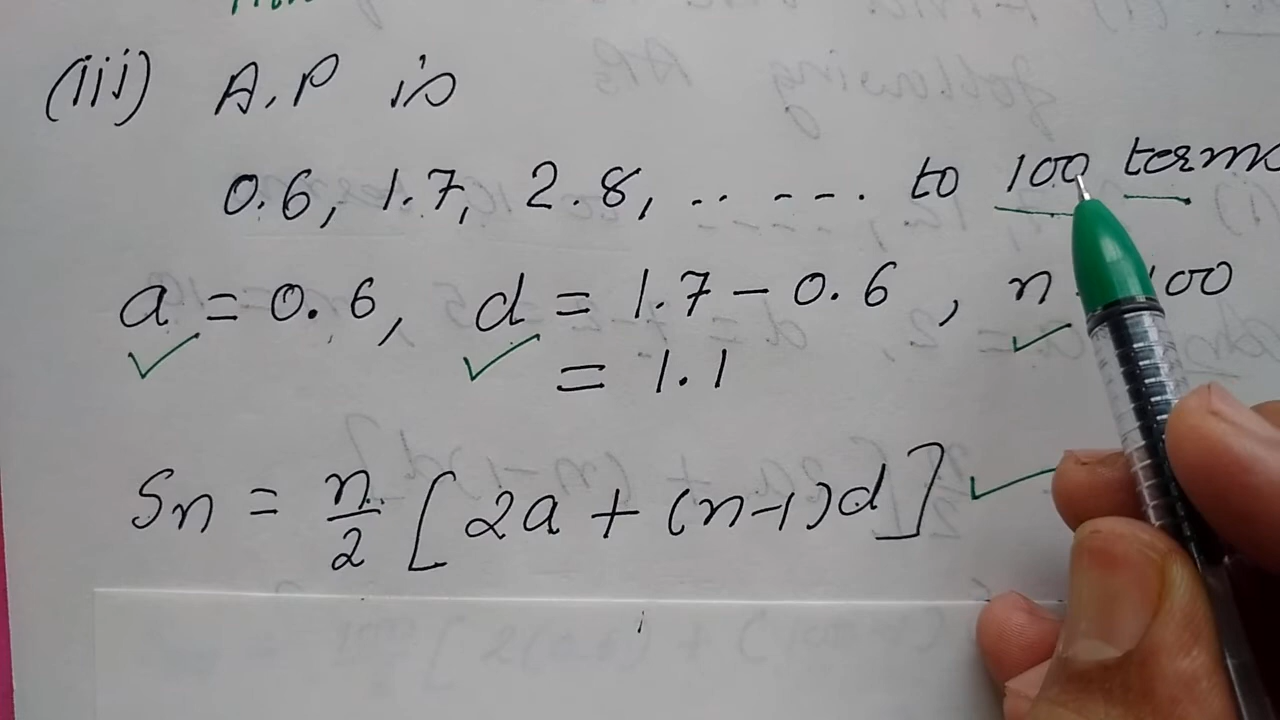 (iii) A.P is
0.6, 1.7, 2.8, .. - - - . to 100 terms
a = 0.6, d = 1.7 - 0.6 , n 100
= 1.1
Sn = n/2 [2a + (n-1)d]